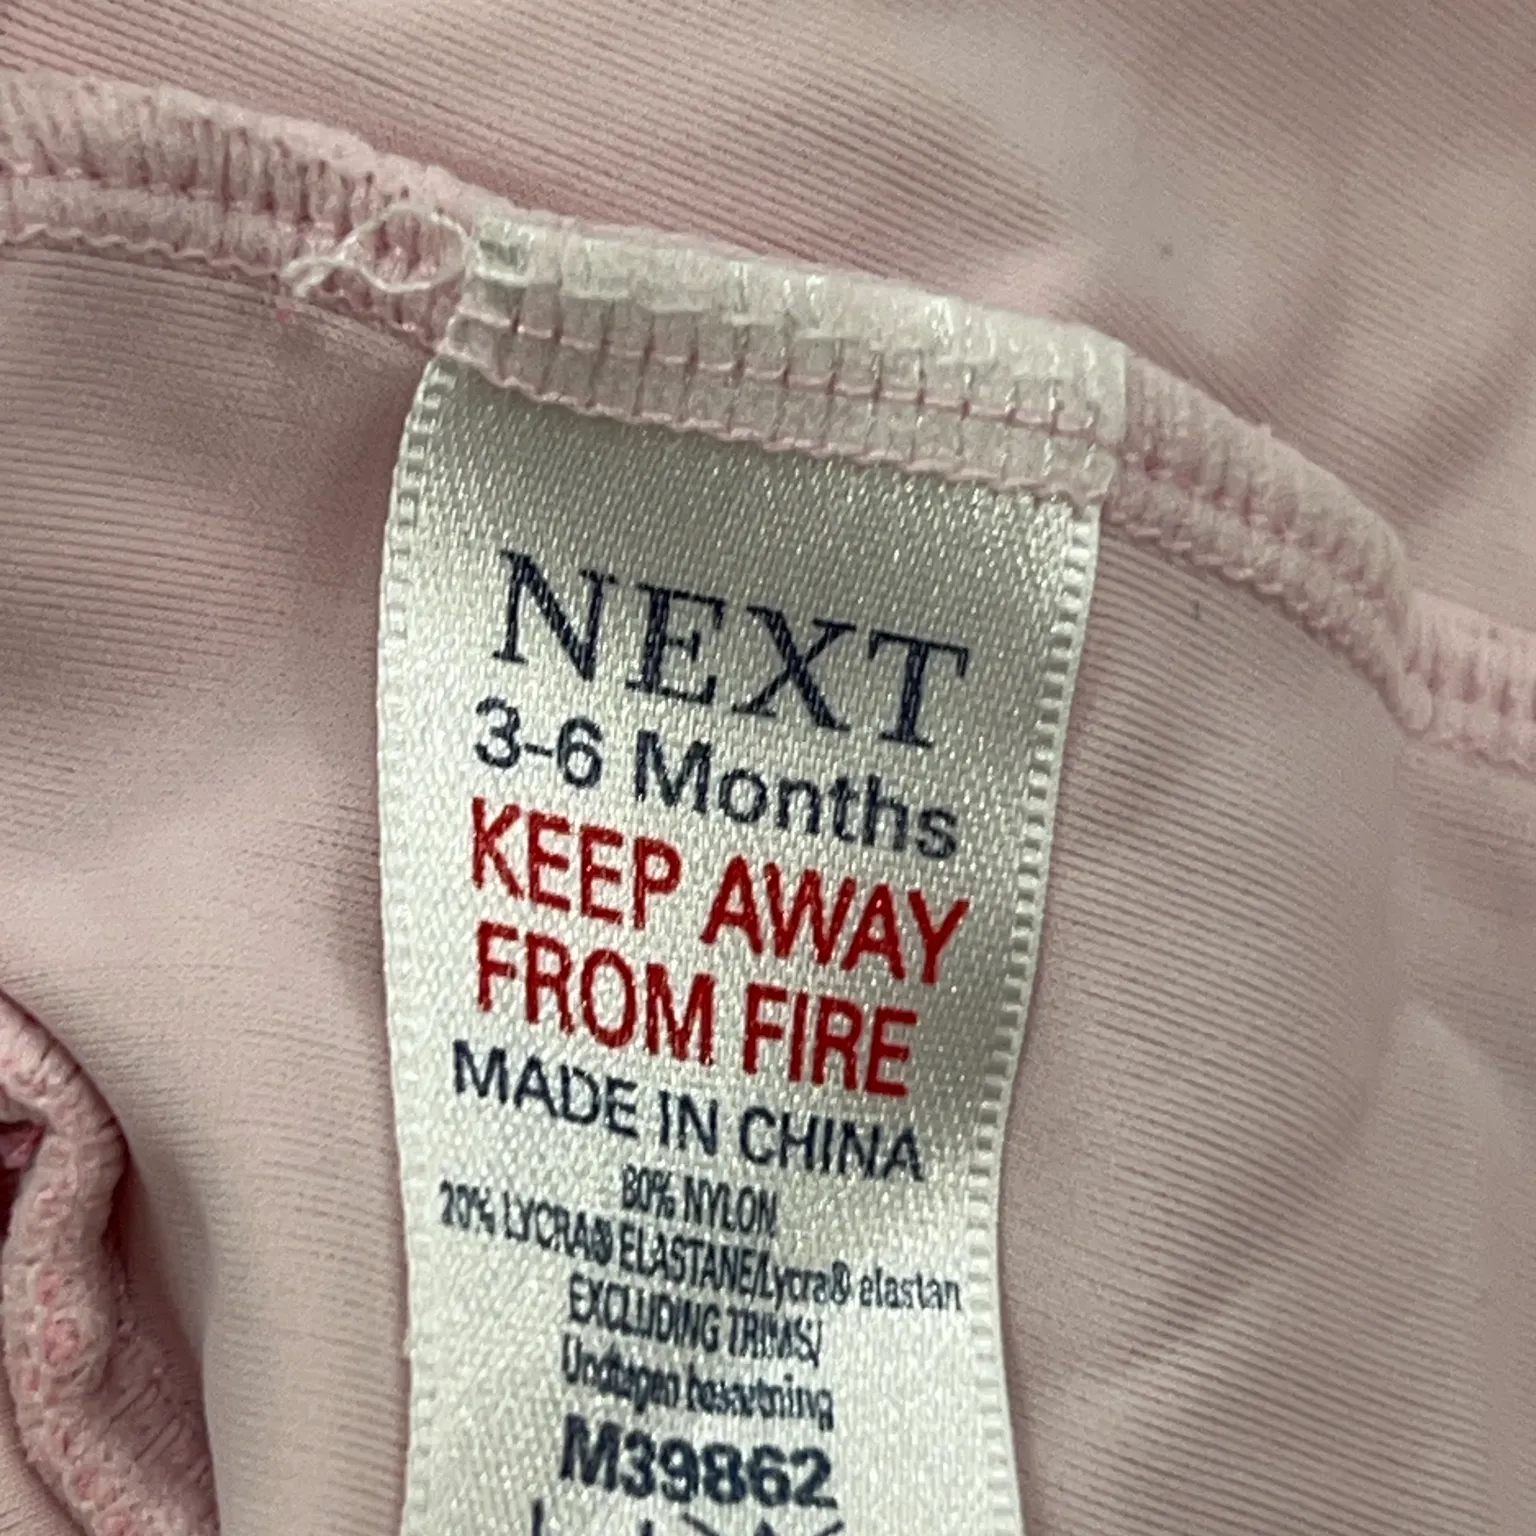 NEXT
3-6 Months
KEEP AWAY
FROM FIRE
MADE IN CHINA
80% NYLON
20% LYCRA® ELASTANE/Lycra® elastan
EXCLUDING TRIMS/
M39862